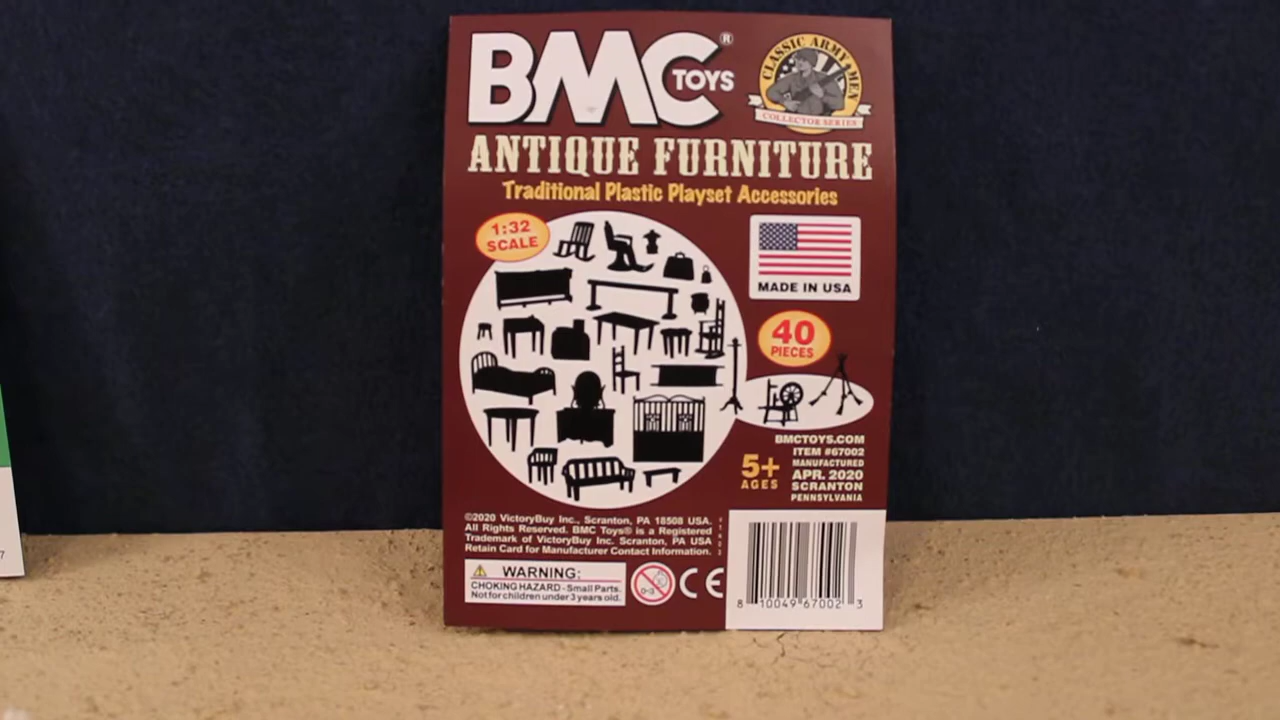 BMC TOYS®
CLASSIC ARMY MEN
COLLECTOR SERIES
ANTIQUE FURNITURE
Traditional Plastic Playset Accessories
1:32
SCALE
MADE IN USA
40
PIECES
BMCTOYS.COM
ITEM #67002
MANUFACTURED
APR. 2020
SCRANTON
PENNSYLVANIA
5+
AGES
©2020 VictoryBuy Inc., Scranton, PA 18508 USA.
All Rights Reserved. BMC Toys® is a Registered
Trademark of VictoryBuy Inc. Scranton, PA USA
Retain Card for Manufacturer Contact Information.
WARNING:
CHOKING HAZARD - Small Parts.
Not for children under 3 years old.
0-3
CE
8 10049 67002 3
7